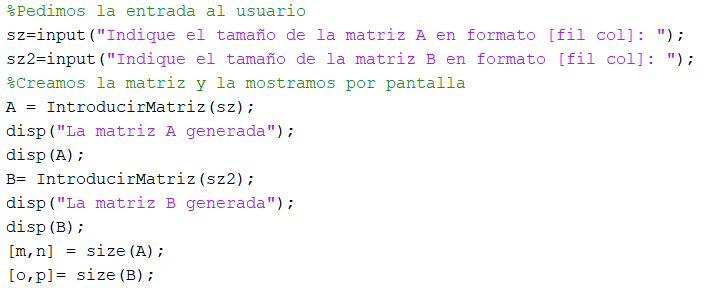 %Pedimos la entrada al usuario
sz=input("Indique el tamaño de la matriz A en formato [fil col]: ");
sz2=input("Indique el tamaño de la matriz B en formato [fil col]: ");
%Creamos la matriz y la mostramos por pantalla
A = IntroducirMatriz(sz);
disp("La matriz A generada");
disp(A);
B= IntroducirMatriz(sz2);
disp("La matriz B generada");
disp(B);
[m,n] = size(A);
[o,p]= size(B);